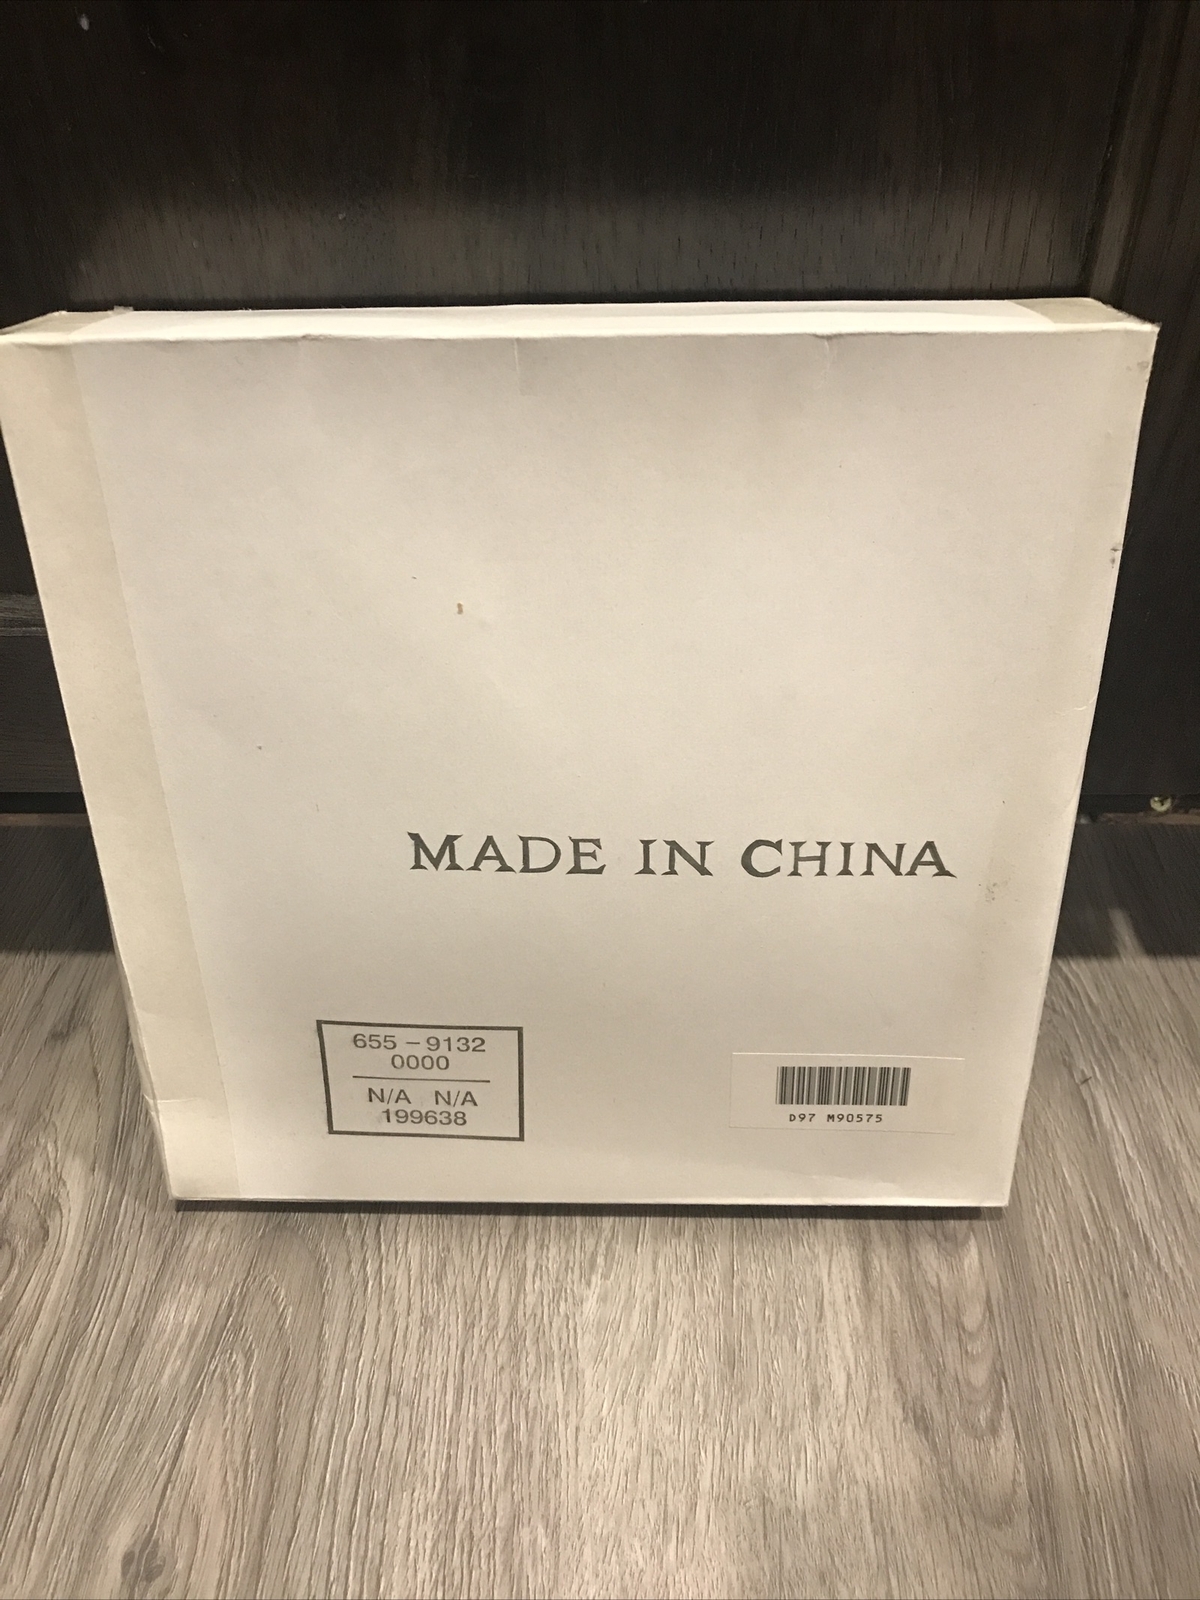 MADE IN CHINA
655 - 9132
0000
N/A N/A
199638
D97 M90575